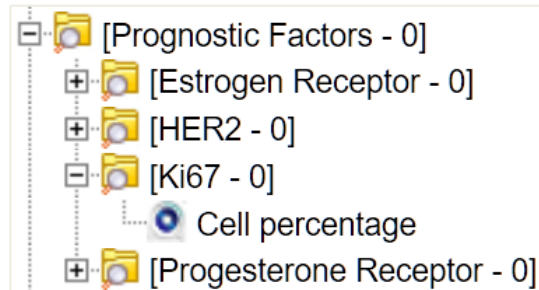 [Prognostic Factors - 0]
[Estrogen Receptor - 0]
[HER2 - 0]
[Ki67 - 0]
Cell percentage
[Progesterone Receptor - 0]